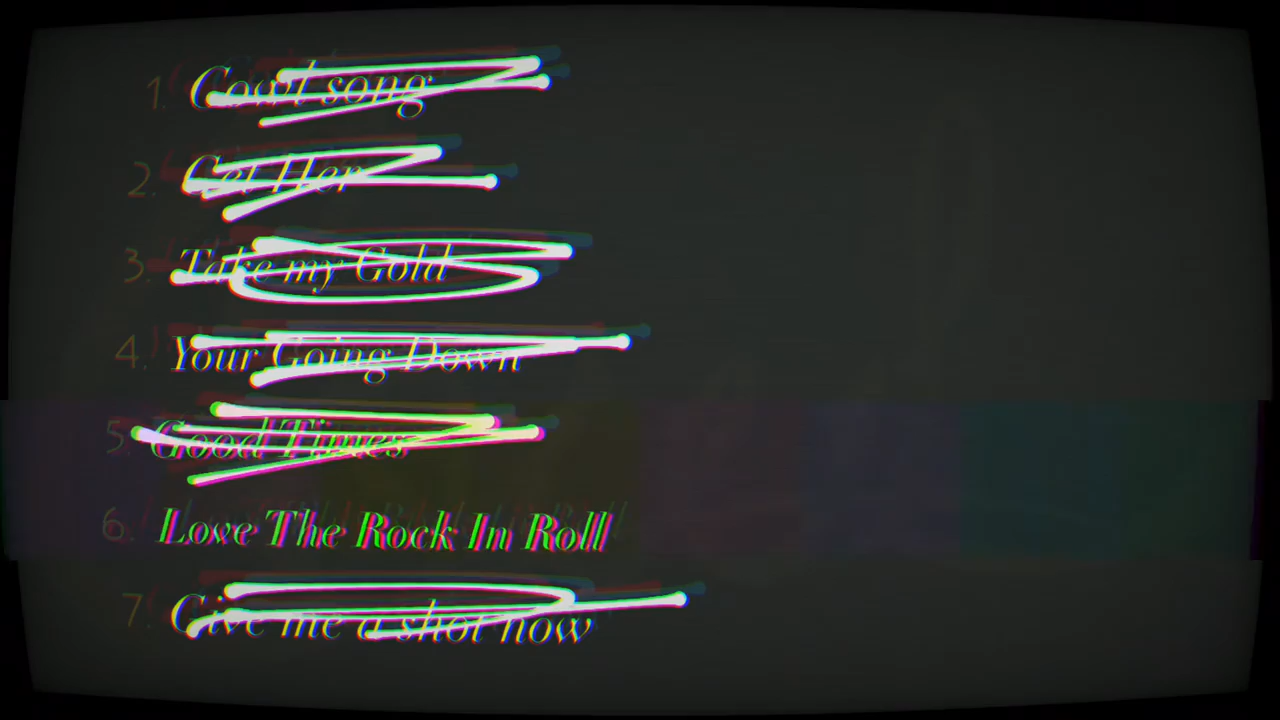 1. Cowl song
2. Get Her
3. Take my Gold
4. Your Going Down
5. Good Times
6. Love The Rock In Roll
7. Give me a shot now